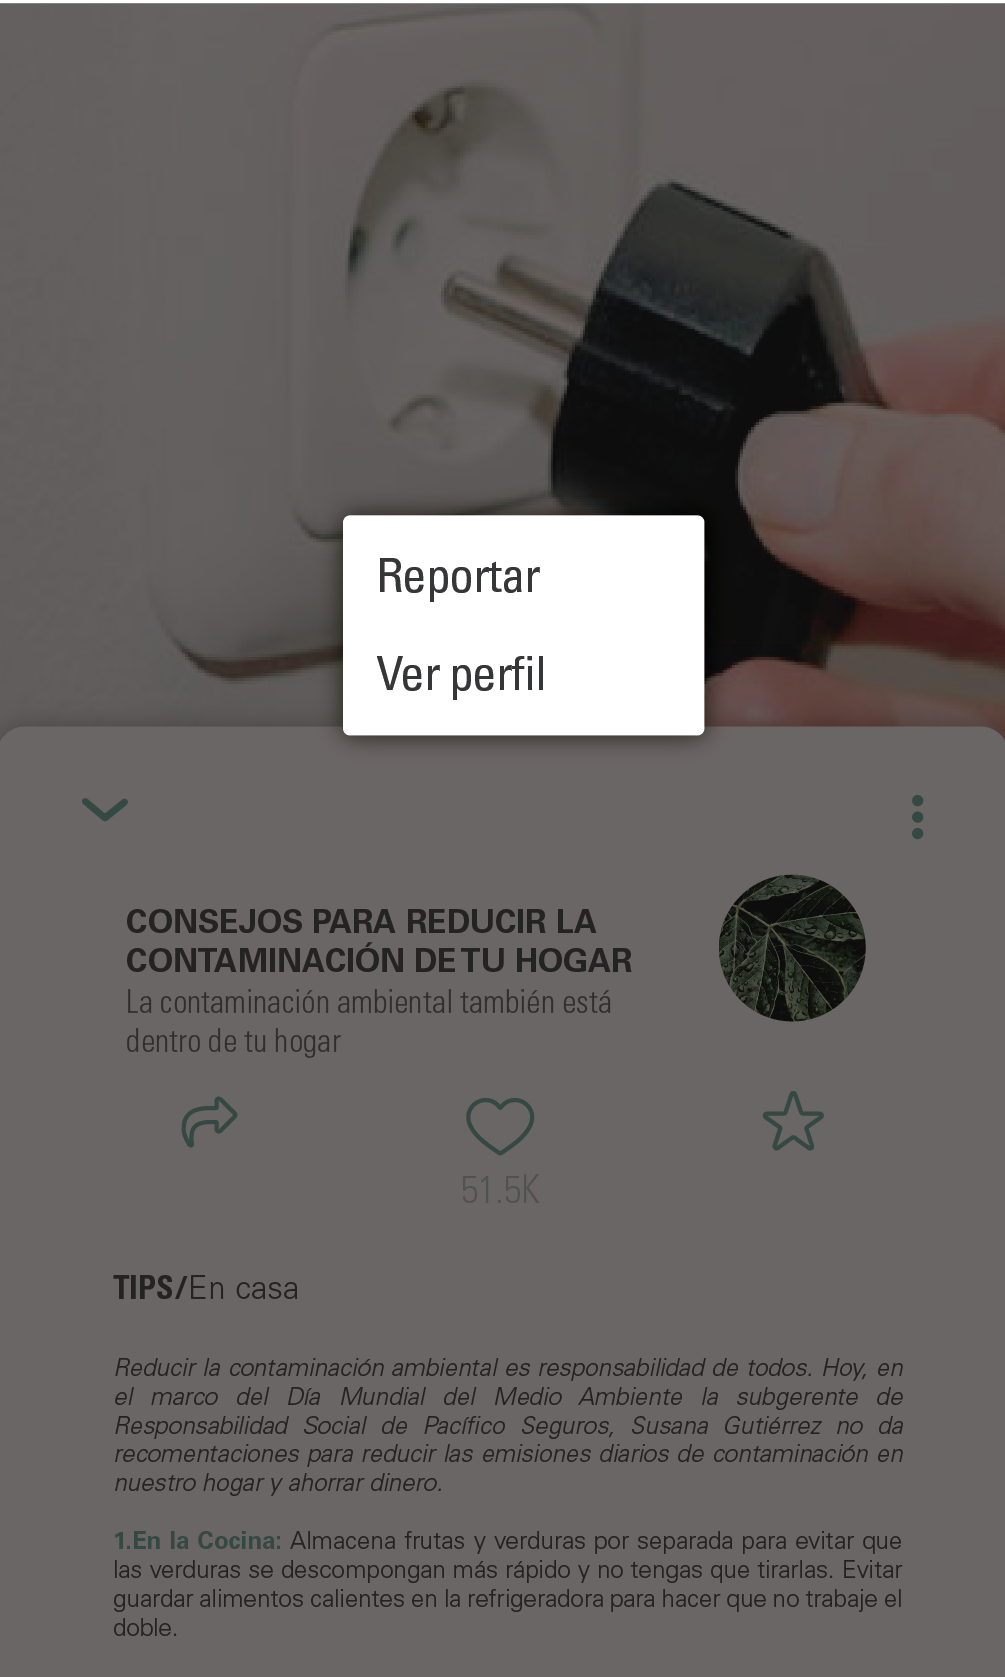 Reportar
Ver perfil
CONSEJOS PARA REDUCIR LA
CONTAMINACIÓN DE TU HOGAR
La contaminación ambiental también está
dentro de tu hogar
51.5K
TIPS/En casa
Reducir la contaminación ambiental es responsabilidad de todos. Hoy, en
el marco del Día Mundial del Medio Ambiente la subgerente de
Responsabilidad Social de Pacífico Seguros, Susana Gutiérrez no da
recomentaciones para reducir las emisiones diarios de contaminación en
nuestro hogar y ahorrar dinero.
1.En la Cocina: Almacena frutas y verduras por separada para evitar que
las verduras se descompongan más rápido y no tengas que tirarlas. Evitar
guardar alimentos calientes en la refrigeradora para hacer que no trabaje el
doble.